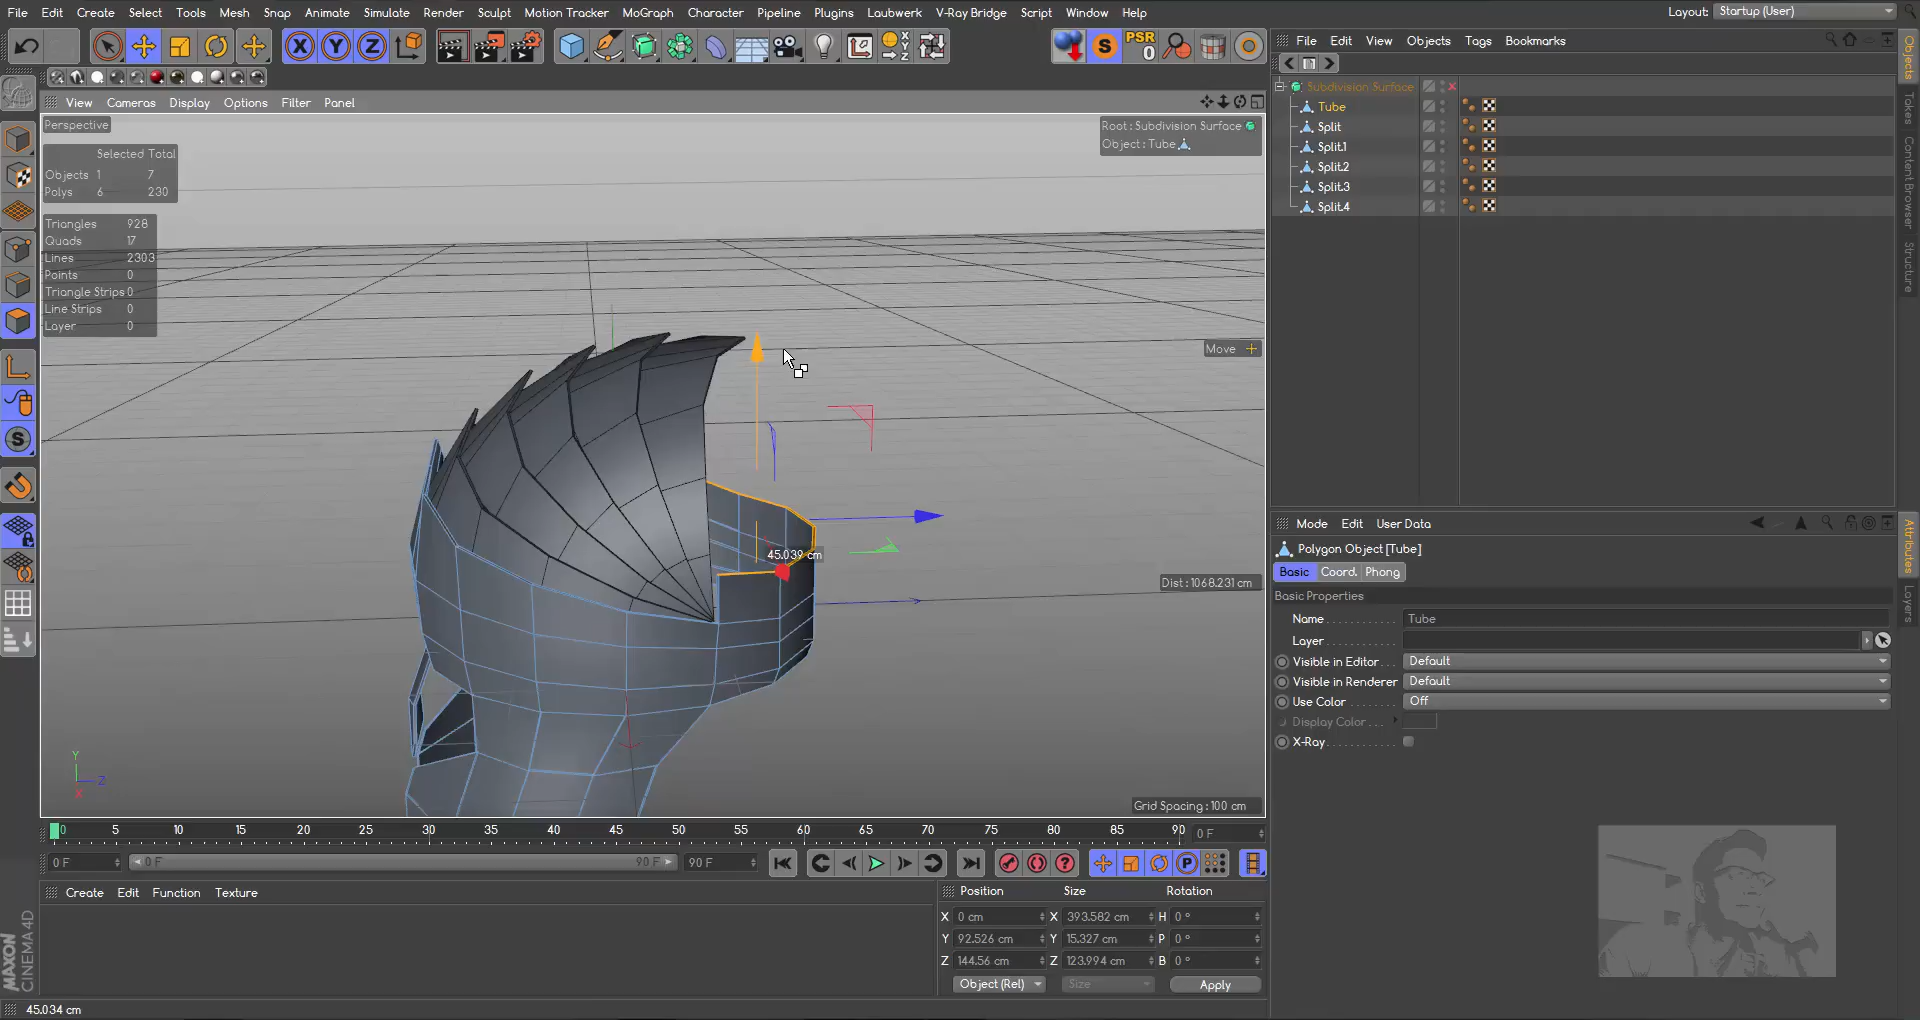 File Edit Create Select Tools Mesh Snap Animate Simulate Render Sculpt Motion Tracker MoGraph Character Pipeline Plugins Laubwerk V-Ray Bridge Script Window Help Layout: Startup (User)
X Y Z S PSR 0
File Edit View Objects Tags Bookmarks
View Cameras Display Options Filter Panel
Subdivision Surface
Tube
Split
Split.1
Split.2
Split.3
Split.4
Perspective
Selected Total
Objects 1 7
Polys 6 230
Triangles 928
Quads 17
Lines 2303
Points 0
Triangle Strips 0
Line Strips 0
Layer 0
Root : Subdivision Surface
Object : Tube
Move
45.039 cm
Dist : 1068.231 cm
Grid Spacing : 100 cm
Y
Z
X
Objects
Takes
Content Browser
Structure
Mode Edit User Data
Polygon Object [Tube]
Basic Coord. Phong
Basic Properties
Name Tube
Layer
Visible in Editor Default
Visible in Renderer Default
Use Color Off
Display Color
X-Ray
Attributes
Layers
0 5 10 15 20 25 30 35 40 45 50 55 60 65 70 75 80 85 90 0 F
0 F 0 F 90 F 90 F P
Create Edit Function Texture
Position Size Rotation
X 0 cm X 393.582 cm H 0 °
Y 92.526 cm Y 15.327 cm P 0 °
Z 144.56 cm Z 123.994 cm B 0 °
Object (Rel) Size Apply
MAXON
CINEMA 4D
45.034 cm